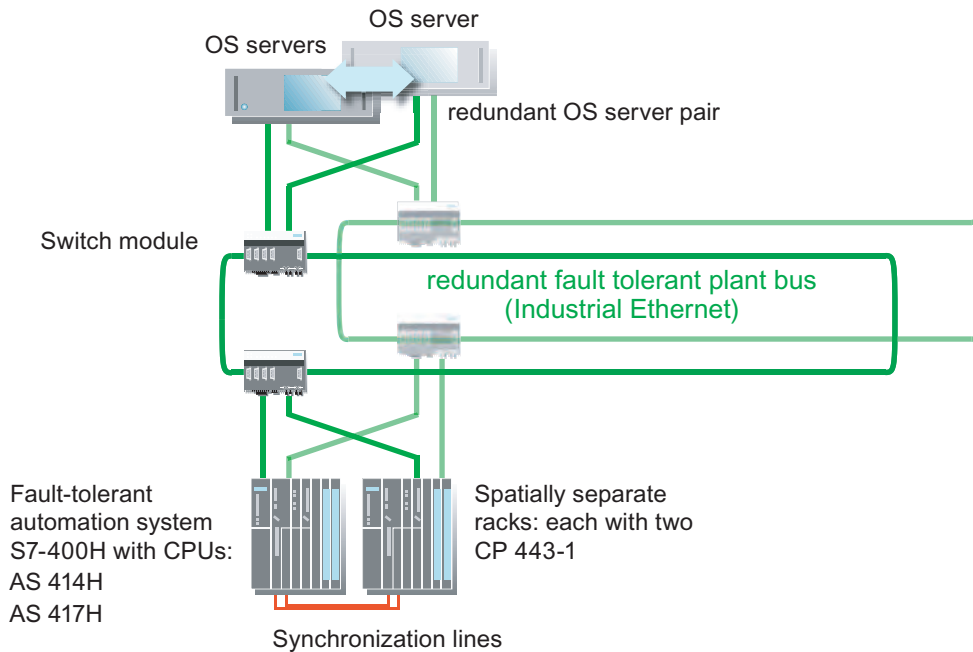 OS server
OS servers
redundant OS server pair
Switch module
redundant fault tolerant plant bus
(Industrial Ethernet)
Fault-tolerant
automation system
S7-400H with CPUs:
AS 414H
AS 417H
Spatially separate
racks: each with two
CP 443-1
Synchronization lines